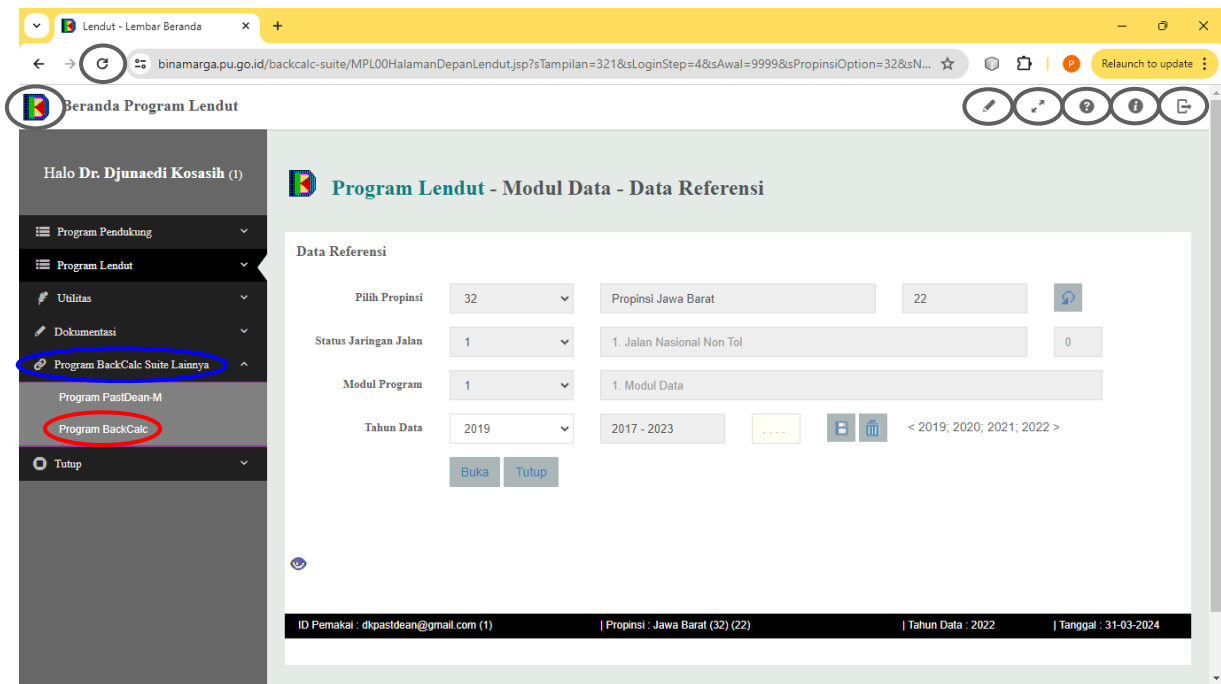 Lendut - Lembar Beranda
binamarga.pu.go.id/backcalc-suite/MPL00HalamanDepanLendut.jsp?sTampilan=321&sLoginStep=4&sAwal=9999&sPropinsiOption=32&sN...
P
Relaunch to update
Beranda Program Lendut
Halo Dr. Djunaedi Kosasih (1)
Program Pendukung
Program Lendut
Utilitas
Dokumentasi
Program BackCalc Suite Lainnya
Program PastDean-M
Program BackCalc
Tutup
Program Lendut - Modul Data - Data Referensi
Data Referensi
Pilih Propinsi 32 Propinsi Jawa Barat 22
Status Jaringan Jalan 1 1. Jalan Nasional Non Tol 0
Modul Program 1 1. Modul Data
Tahun Data 2019 2017 - 2023 .... < 2019; 2020; 2021; 2022 >
Buka Tutup
ID Pemakai : dkpastdean@gmail.com (1) | Propinsi : Jawa Barat (32) (22) | Tahun Data : 2022 | Tanggal : 31-03-2024